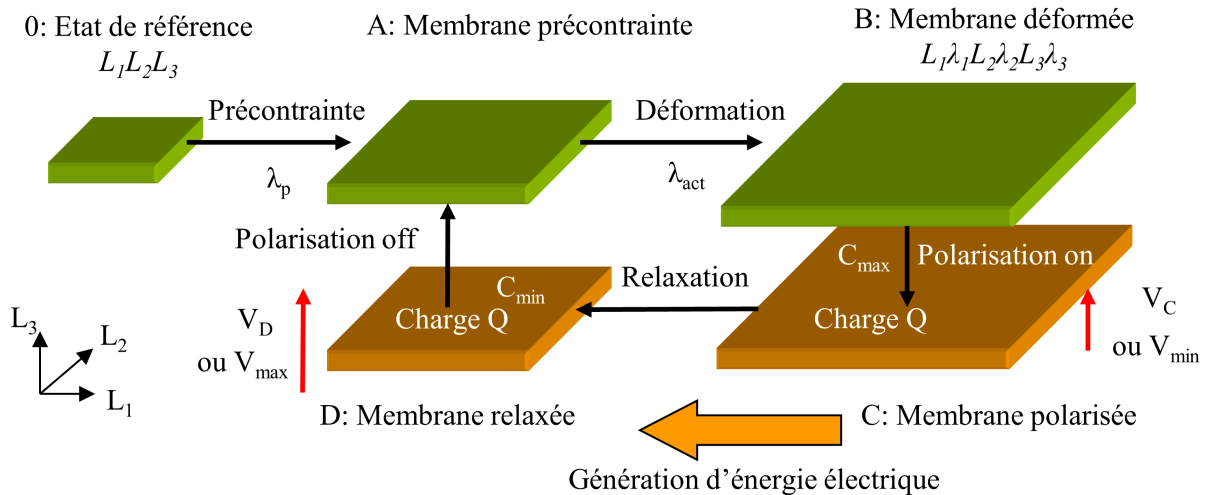 0: Etat de référence
L₁L₂L₃
A: Membrane précontrainte
B: Membrane déformée
L₁λ₁L₂λ₂L₃λ₃
Précontrainte
λp
Déformation
λact
Polarisation off
Cmin
Charge Q
Relaxation
Cmax
Polarisation on
Charge Q
VD
ou Vmax
VC
ou Vmin
L₃
L₂
L₁
D: Membrane relaxée
C: Membrane polarisée
Génération d’énergie électrique